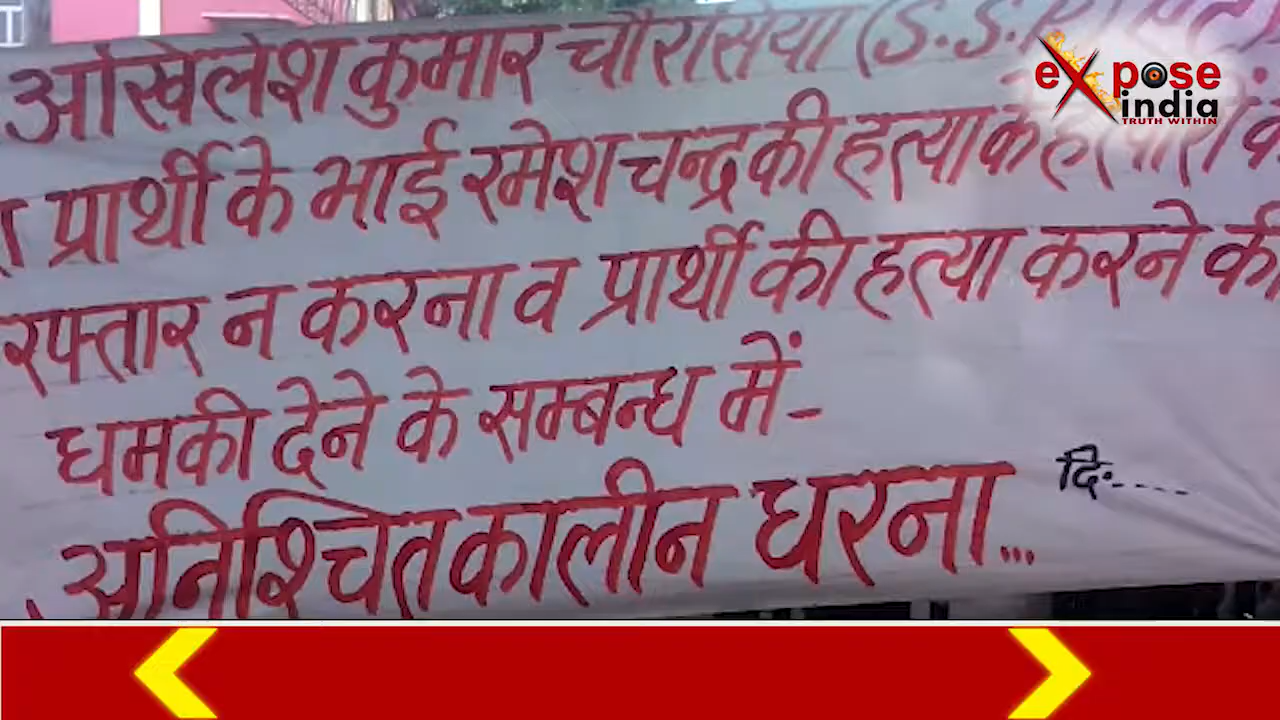 अखिलेश कुमार चौरसिया (S.S.P.
प्रार्थी के भाई रमेश चन्द्र की हत्या के
रफ्तार न करना व प्रार्थी की हत्या करने की
धमकी देने के सम्बन्ध में-
अनिश्चितकालीन धरना...
दि.----
eXpose
india
TRUTH WITHIN